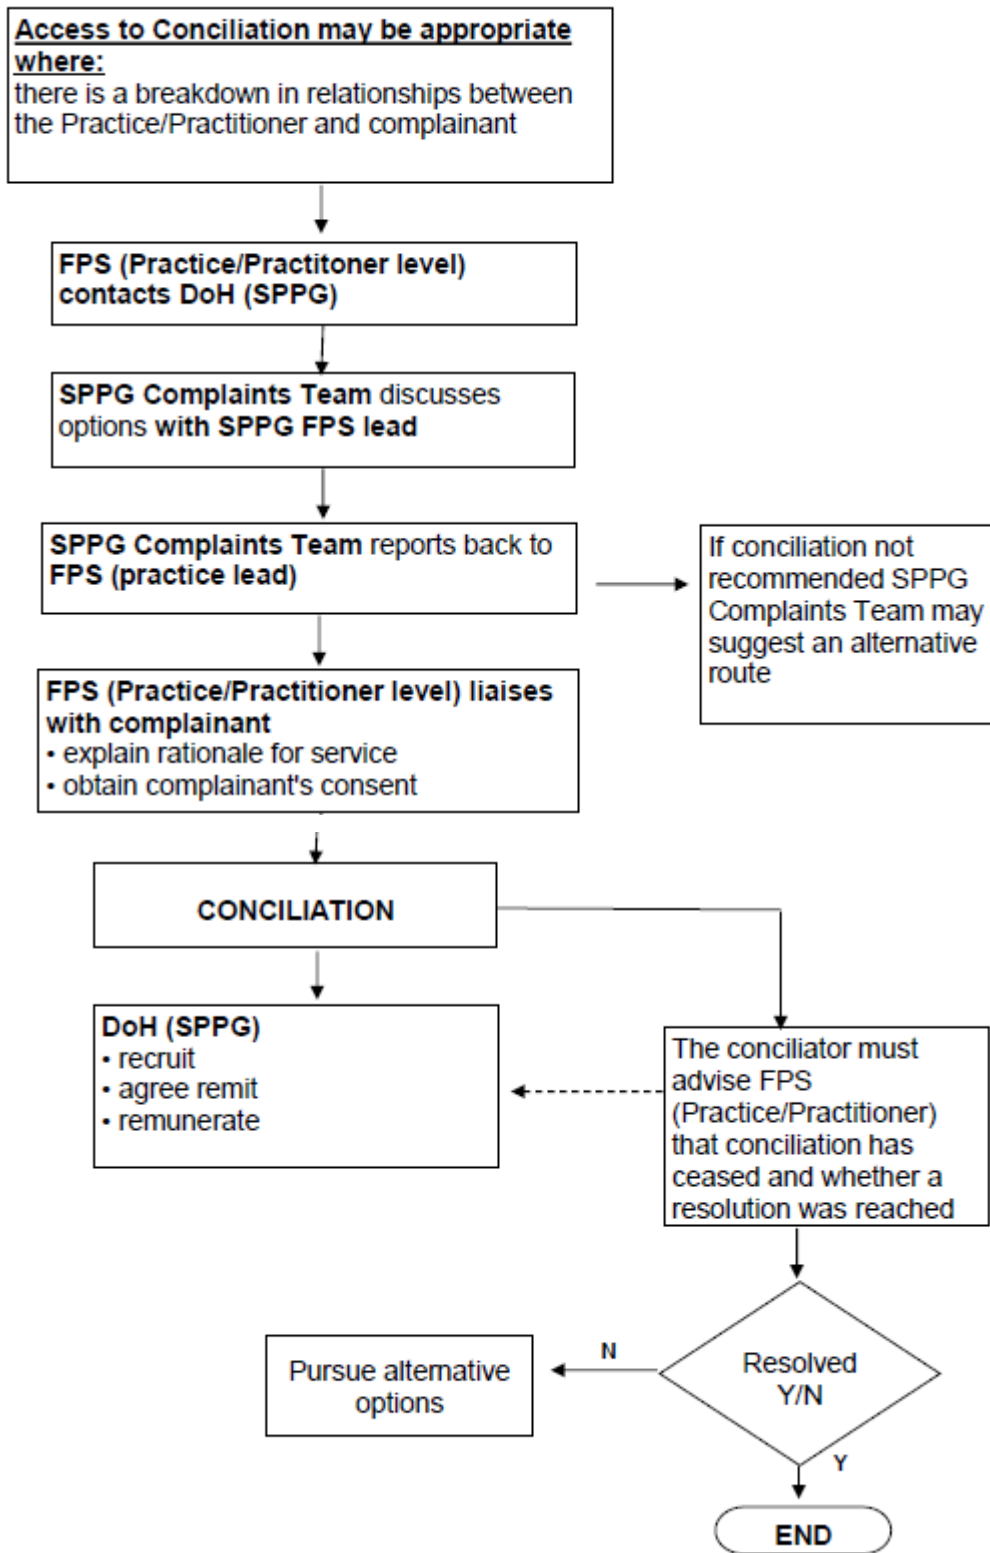 Access to Conciliation may be appropriate
where:
there is a breakdown in relationships between
the Practice/Practitioner and complainant
FPS (Practice/Practitoner level)
contacts DoH (SPPG)
SPPG Complaints Team discusses
options with SPPG FPS lead
SPPG Complaints Team reports back to
FPS (practice lead)
If conciliation not
recommended SPPG
Complaints Team may
suggest an alternative
route
FPS (Practice/Practitioner level) liaises
with complainant
• explain rationale for service
• obtain complainant's consent
CONCILIATION
DoH (SPPG)
• recruit
• agree remit
• remunerate
The conciliator must
advise FPS
(Practice/Practitioner)
that conciliation has
ceased and whether a
resolution was reached
Resolved
Y/N
N
Pursue alternative
options
Y
END